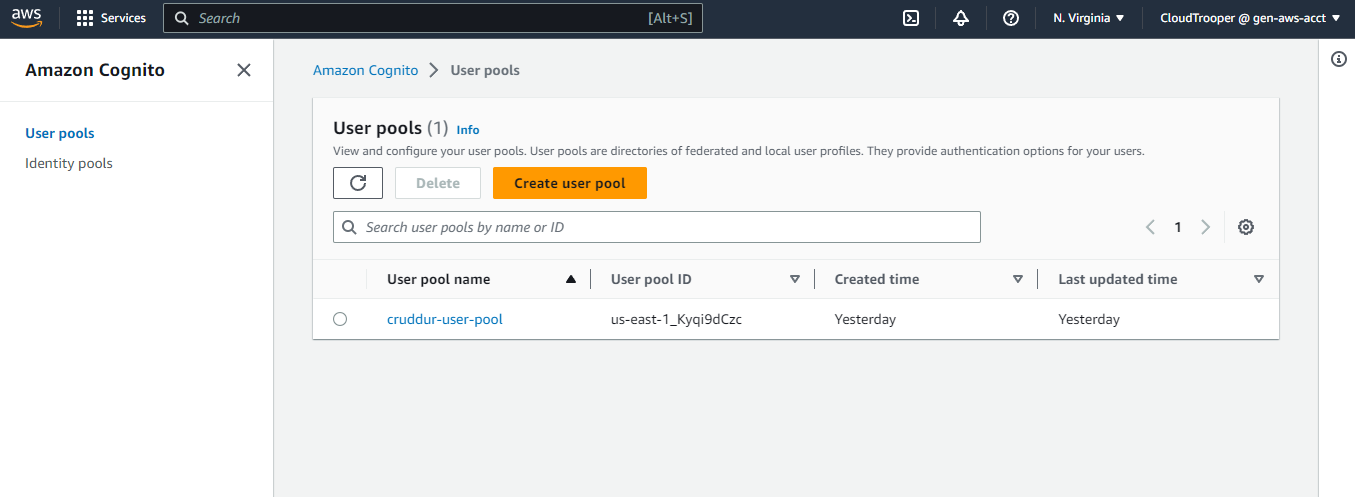 aws Services Search [Alt+S] N. Virginia CloudTrooper @ gen-aws-acct
Amazon Cognito
User pools
Identity pools
Amazon Cognito User pools
User pools (1) Info
View and configure your user pools. User pools are directories of federated and local user profiles. They provide authentication options for your users.
Delete Create user pool
Search user pools by name or ID 1
User pool name User pool ID Created time Last updated time
cruddur-user-pool us-east-1_Kyqi9dCzc Yesterday Yesterday